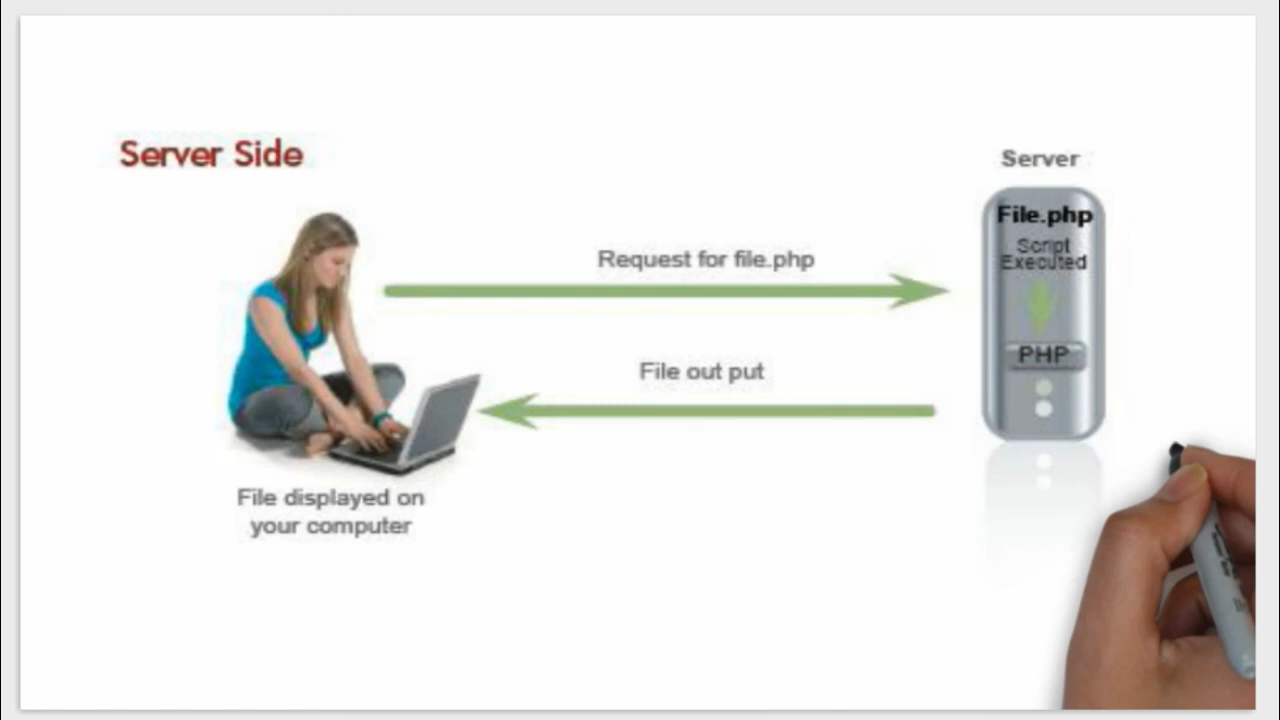 Server Side
Server
File.php
Script
Executed
Request for file.php
PHP
File out put
File displayed on
your computer